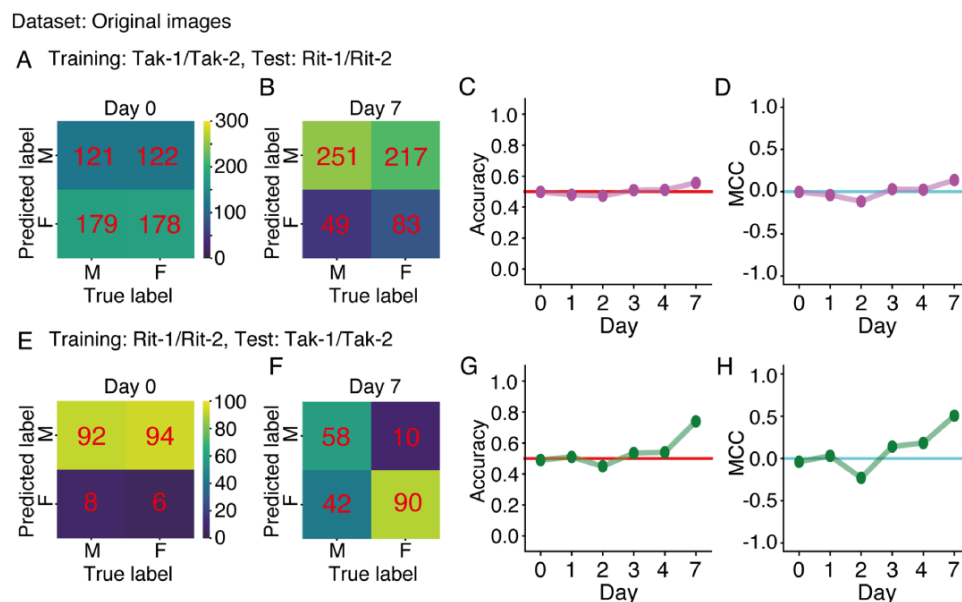 Dataset: Original images
A Training: Tak-1/Tak-2, Test: Rit-1/Rit-2
Day 0
Predicted label
M
F
121 122
179 178
M F
True label
300
200
100
0
B
Day 7
Predicted label
M
F
251 217
49 83
M F
True label
C
Accuracy
1.0
0.8
0.6
0.4
0.2
0.0
0 1 2 3 4 7
Day
D
MCC
1.0
0.5
0.0
-0.5
-1.0
0 1 2 3 4 7
Day
E Training: Rit-1/Rit-2, Test: Tak-1/Tak-2
Day 0
Predicted label
M
F
92 94
8 6
M F
True label
100
80
60
40
20
0
F
Day 7
Predicted label
M
F
58 10
42 90
M F
True label
G
Accuracy
1.0
0.8
0.6
0.4
0.2
0.0
0 1 2 3 4 7
Day
H
MCC
1.0
0.5
0.0
-0.5
-1.0
0 1 2 3 4 7
Day